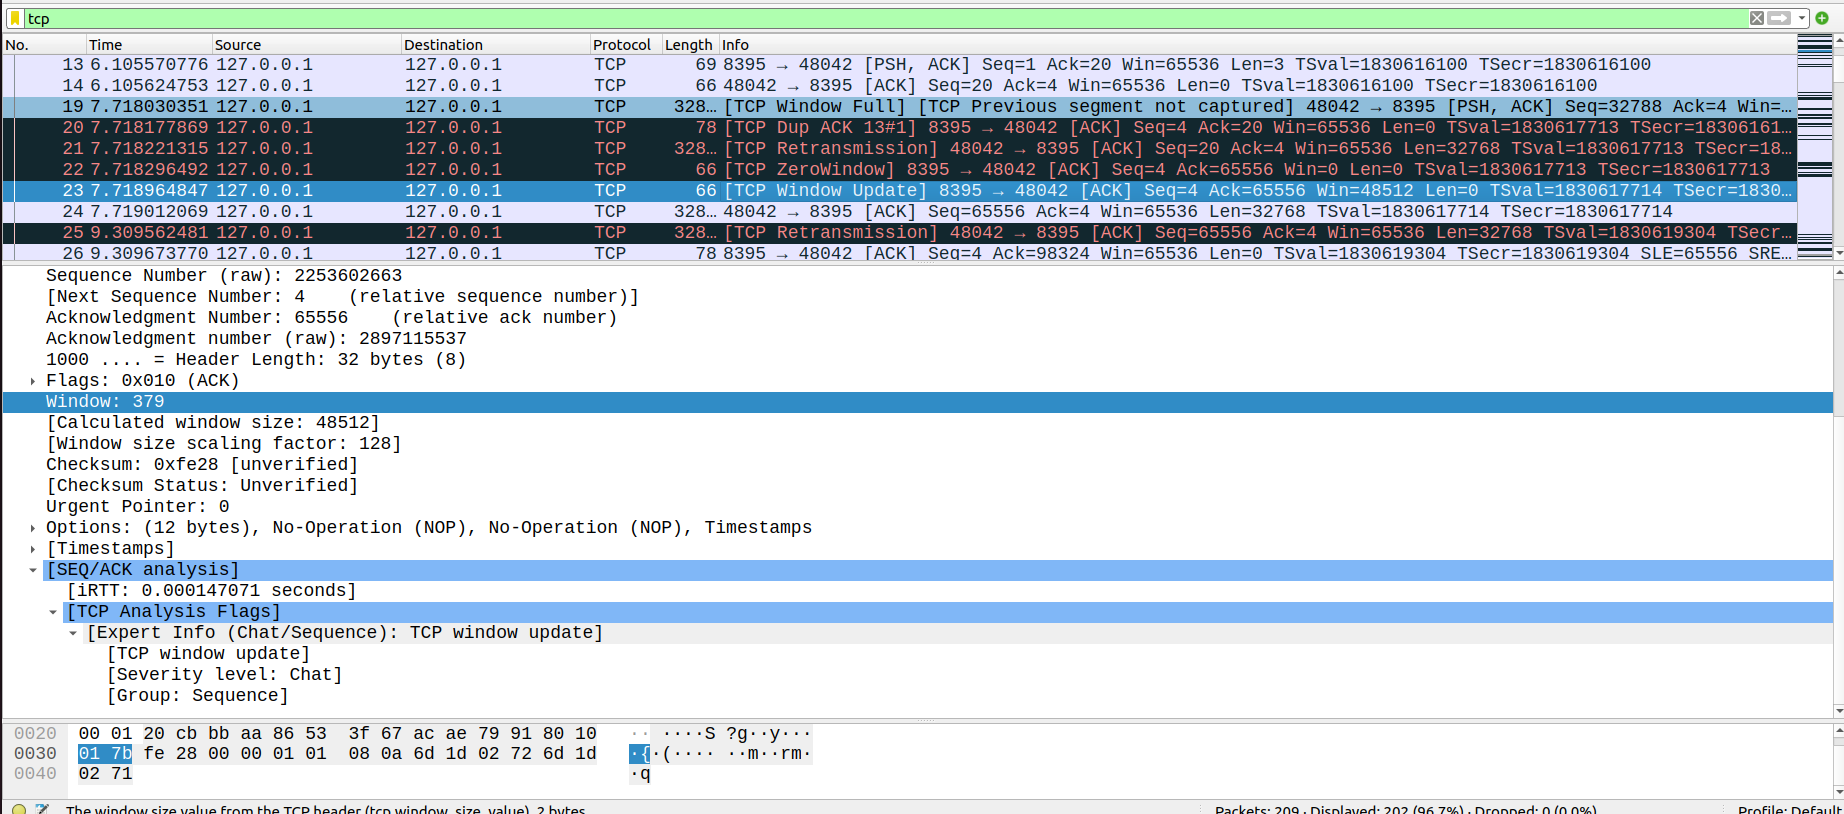 tcp
No. Time Source Destination Protocol Length Info
13 6.105570776 127.0.0.1 127.0.0.1 TCP 69 8395 → 48042 [PSH, ACK] Seq=1 Ack=20 Win=65536 Len=3 TSval=1830616100 TSecr=1830616100
14 6.105624753 127.0.0.1 127.0.0.1 TCP 66 48042 → 8395 [ACK] Seq=20 Ack=4 Win=65536 Len=0 TSval=1830616100 TSecr=1830616100
19 7.718030351 127.0.0.1 127.0.0.1 TCP 328… [TCP Window Full] [TCP Previous segment not captured] 48042 → 8395 [PSH, ACK] Seq=32788 Ack=4 Win=…
20 7.718177869 127.0.0.1 127.0.0.1 TCP 78 [TCP Dup ACK 13#1] 8395 → 48042 [ACK] Seq=4 Ack=20 Win=65536 Len=0 TSval=1830617713 TSecr=18306161…
21 7.718221315 127.0.0.1 127.0.0.1 TCP 328… [TCP Retransmission] 48042 → 8395 [ACK] Seq=20 Ack=4 Win=65536 Len=32768 TSval=1830617713 TSecr=18…
22 7.718296492 127.0.0.1 127.0.0.1 TCP 66 [TCP ZeroWindow] 8395 → 48042 [ACK] Seq=4 Ack=65556 Win=0 Len=0 TSval=1830617713 TSecr=1830617713
23 7.718964847 127.0.0.1 127.0.0.1 TCP 66 [TCP Window Update] 8395 → 48042 [ACK] Seq=4 Ack=65556 Win=48512 Len=0 TSval=1830617714 TSecr=1830…
24 7.719012069 127.0.0.1 127.0.0.1 TCP 328… 48042 → 8395 [ACK] Seq=65556 Ack=4 Win=65536 Len=32768 TSval=1830617714 TSecr=1830617714
25 9.309562481 127.0.0.1 127.0.0.1 TCP 328… [TCP Retransmission] 48042 → 8395 [ACK] Seq=65556 Ack=4 Win=65536 Len=32768 TSval=1830619304 TSecr…
26 9.309673770 127.0.0.1 127.0.0.1 TCP 78 8395 → 48042 [ACK] Seq=4 Ack=98324 Win=65536 Len=0 TSval=1830619304 TSecr=1830619304 SLE=65556 SRE…
Sequence Number (raw): 2253602663
[Next Sequence Number: 4 (relative sequence number)]
Acknowledgment Number: 65556 (relative ack number)
Acknowledgment number (raw): 2897115537
1000 .... = Header Length: 32 bytes (8)
Flags: 0x010 (ACK)
Window: 379
[Calculated window size: 48512]
[Window size scaling factor: 128]
Checksum: 0xfe28 [unverified]
[Checksum Status: Unverified]
Urgent Pointer: 0
Options: (12 bytes), No-Operation (NOP), No-Operation (NOP), Timestamps
[Timestamps]
[SEQ/ACK analysis]
[iRTT: 0.000147071 seconds]
[TCP Analysis Flags]
[Expert Info (Chat/Sequence): TCP window update]
[TCP window update]
[Severity level: Chat]
[Group: Sequence]
0020 00 01 20 cb bb aa 86 53 3f 67 ac ae 79 91 80 10 ·· ····S ?g··y···
0030 01 7b fe 28 00 00 01 01 08 0a 6d 1d 02 72 6d 1d ·{·(···· ··m··rm·
0040 02 71 ·q
The window size value from the TCP header (tcp.window_size_value), 2 bytes Packets: 209 · Displayed: 202 (96.7%) · Dropped: 0 (0.0%) Profile: Default